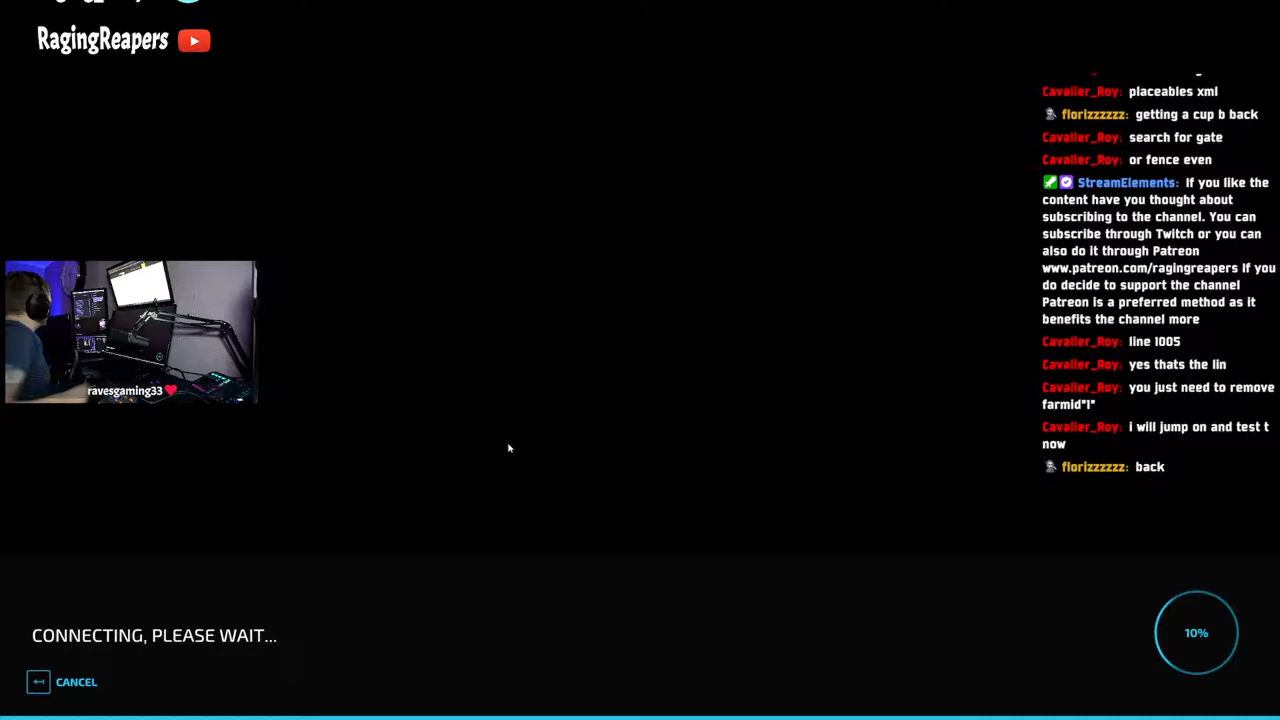 RagingReapers
Cavalier_Roy: placeables xml
florizzzzzz: getting a cup b back
Cavalier_Roy: search for gate
Cavalier_Roy: or fence even
StreamElements: If you like the
content have you thought about
subscribing to the channel. You can
subscribe through Twitch or you can
also do it through Patreon
www.patreon.com/ragingreapers If you
do decide to support the channel
Patreon is a preferred method as it
benefits the channel more
Cavalier_Roy: line 1005
Cavalier_Roy: yes thats the lin
Cavalier_Roy: you just need to remove
farmid"1"
Cavalier_Roy: i will jump on and test t
now
florizzzzzz: back
ravesgaming33
CONNECTING, PLEASE WAIT...
10%
CANCEL